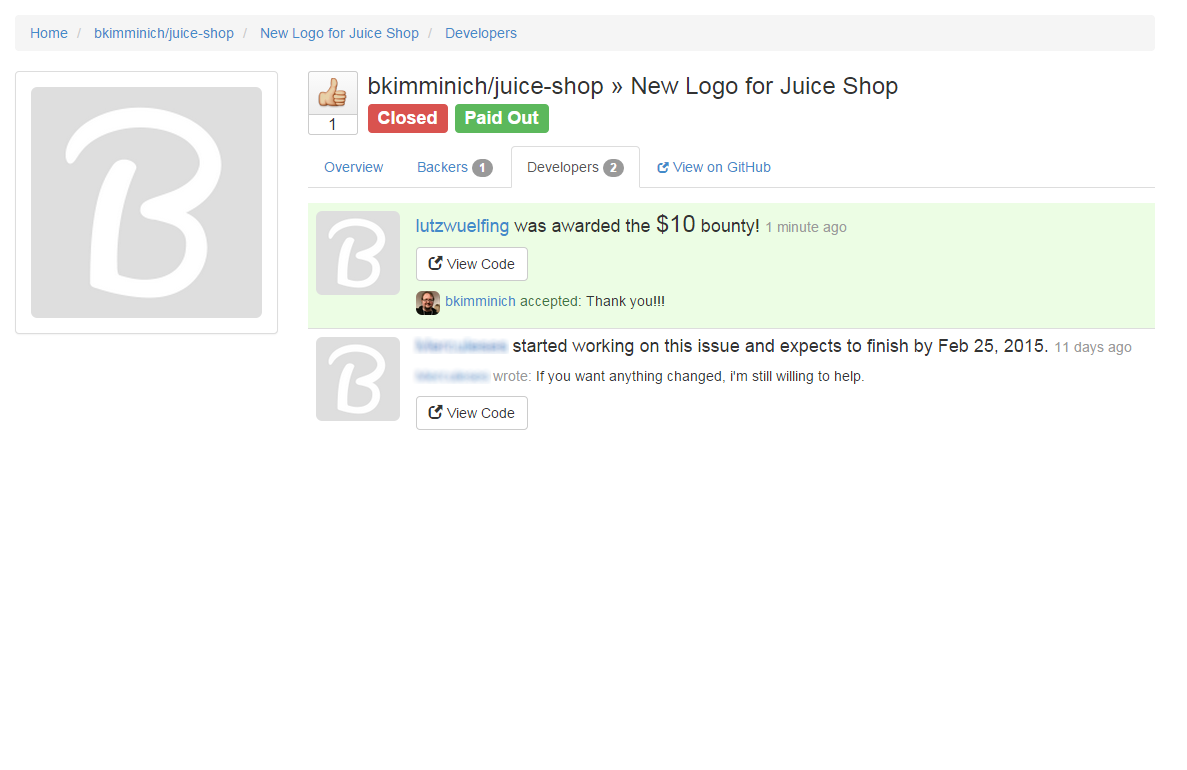 Home / bkimminich/juice-shop / New Logo for Juice Shop / Developers
bkimminich/juice-shop » New Logo for Juice Shop
1
Closed Paid Out
Overview Backers 1 Developers 2 View on GitHub
lutzwuelfing was awarded the $10 bounty! 1 minute ago
View Code
bkimminich accepted: Thank you!!!
started working on this issue and expects to finish by Feb 25, 2015. 11 days ago
wrote: If you want anything changed, i'm still willing to help.
View Code